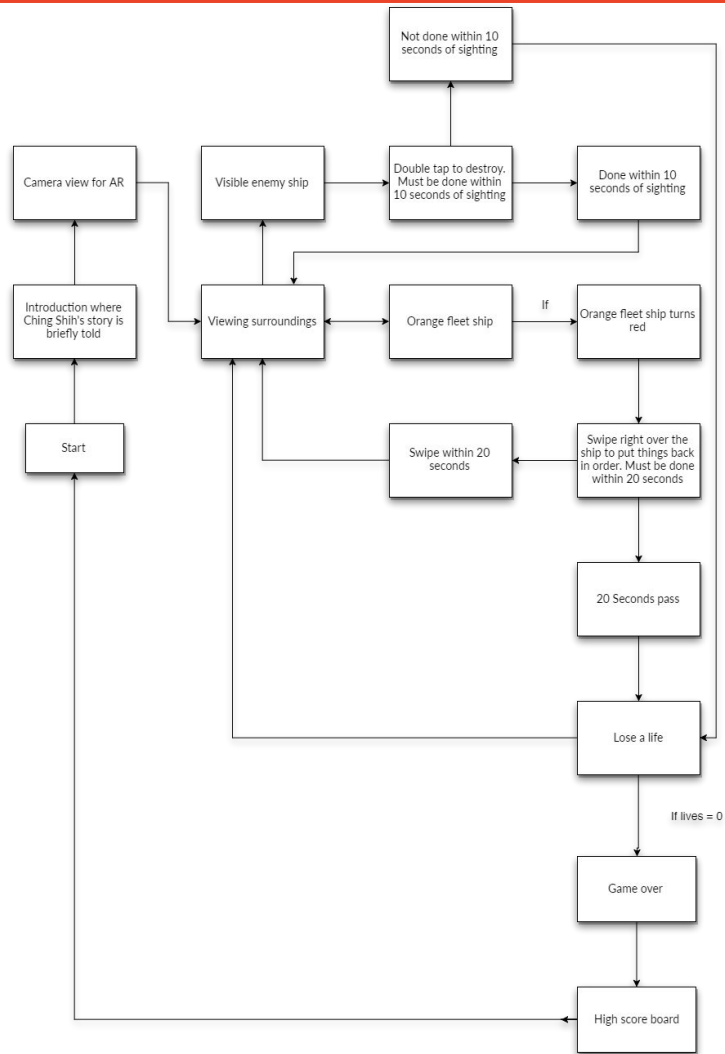 Not done within 10
seconds of sighting
Camera view for AR
Visible enemy ship
Double tap to destroy.
Must be done within
10 seconds of sighting
Done within 10
seconds of sighting
Introduction where
Ching Shih's story is
briefly told
Viewing surroundings
Orange fleet ship
If
Orange fleet ship turns
red
Start
Swipe within 20
seconds
Swipe right over the
ship to put things back
in order. Must be done
within 20 seconds
20 Seconds pass
Lose a life
If lives = 0
Game over
High score board